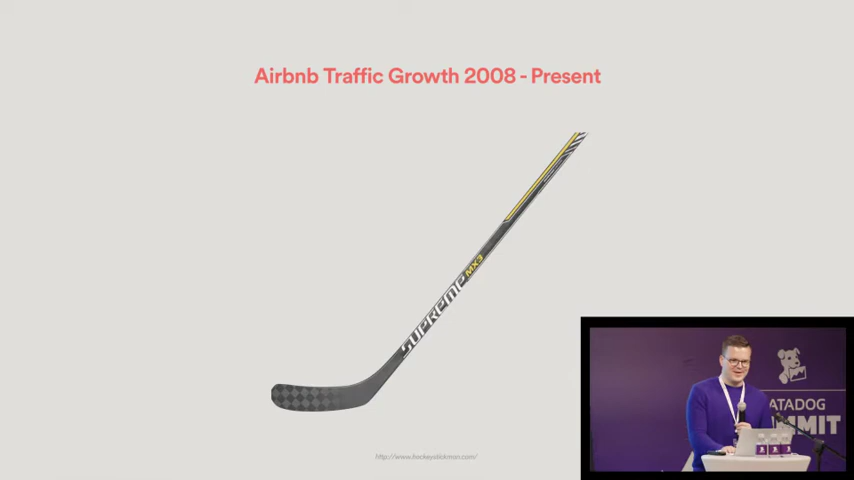 Airbnb Traffic Growth 2008 - Present
SUPREME MX3
ATADOG
MMIT
http://www.hockeystickman.com/